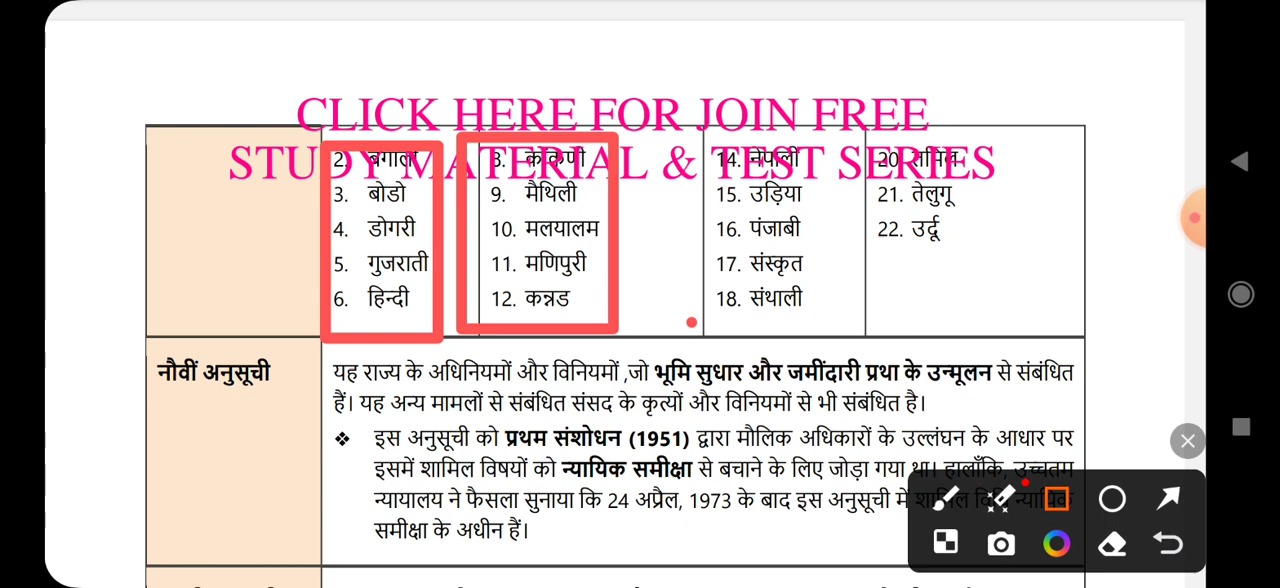 CLICK HERE FOR JOIN FREE
STUDY MATERIAL & TEST SERIES
2. बंगाली
3. बोडो
4. डोगरी
5. गुजराती
6. हिन्दी
8. कोंकणी
9. मैथिली
10. मलयालम
11. मणिपुरी
12. कन्नड
14. नेपाली
15. उड़िया
16. पंजाबी
17. संस्कृत
18. संथाली
20. तमिल
21. तेलुगू
22. उर्दू
नौवीं अनुसूची
यह राज्य के अधिनियमों और विनियमों ,जो भूमि सुधार और जमींदारी प्रथा के उन्मूलन से संबंधित
हैं। यह अन्य मामलों से संबंधित संसद के कृत्यों और विनियमों से भी संबंधित है।
❖ इस अनुसूची को प्रथम संशोधन (1951) द्वारा मौलिक अधिकारों के उल्लंघन के आधार पर
इसमें शामिल विषयों को न्यायिक समीक्षा से बचाने के लिए जोड़ा गया था। हालाँकि, उच्चतम
न्यायालय ने फैसला सुनाया कि 24 अप्रैल, 1973 के बाद इस अनुसूची में शामिल विधि न्यायिक
समीक्षा के अधीन हैं।